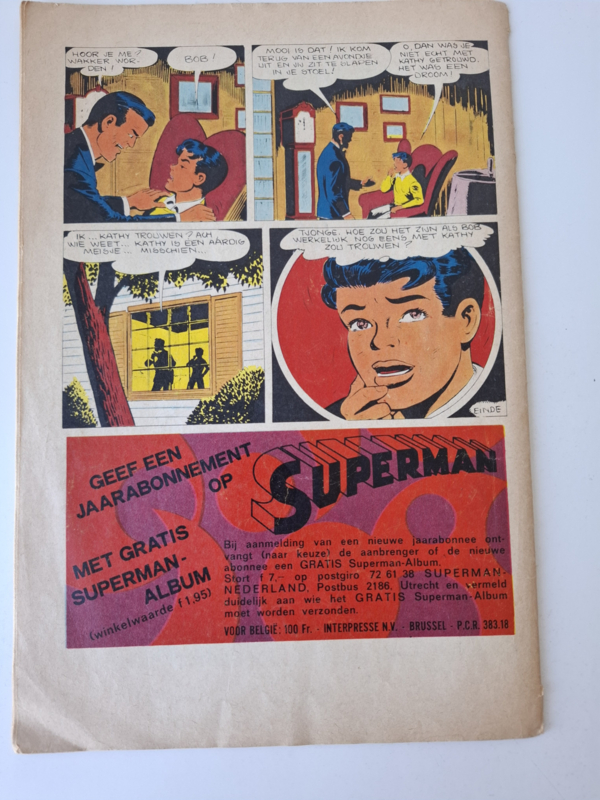 HOOR JE ME?
WAKKER WOR-
DEN!
BOB!
MOOI IS DAT! IK KOM
TERUG VAN EEN AVONDJE
UIT EN JIJ ZIT TE SLAPEN
IN JE STOEL!
O, DAN WAS JE
NIET ECHT MET
KATHY GETROUWD.
HET WAS EEN
DROOM!
IK... KATHY TROUWEN? ACH
WIE WEET... KATHY IS EEN AARDIG
MEISJE... MISSCHIEN...
TJONGE, HOE ZOU HET ZIJN ALS BOB
WERKELIJK NOG EENS MET KATHY
ZOU TROUWEN?
EINDE
GEEF EEN
JAARABONNEMENT
OP
SUPERMAN
MET GRATIS
SUPERMAN-
ALBUM
(winkelwaarde f 1,95)
Bij aanmelding van een nieuwe jaarabonnee ont-
vangt (naar keuze) de aanbrenger of de nieuwe
abonnee een GRATIS Superman-Album.
Stort f 7,- op postgiro 72 61 38 SUPERMAN-
NEDERLAND, Postbus 2186, Utrecht en vermeld
duidelijk aan wie het GRATIS Superman-Album
moet worden verzonden.
VOOR BELGIË: 100 Fr. - INTERPRESSE N.V. - BRUSSEL - P.C.R. 383.18